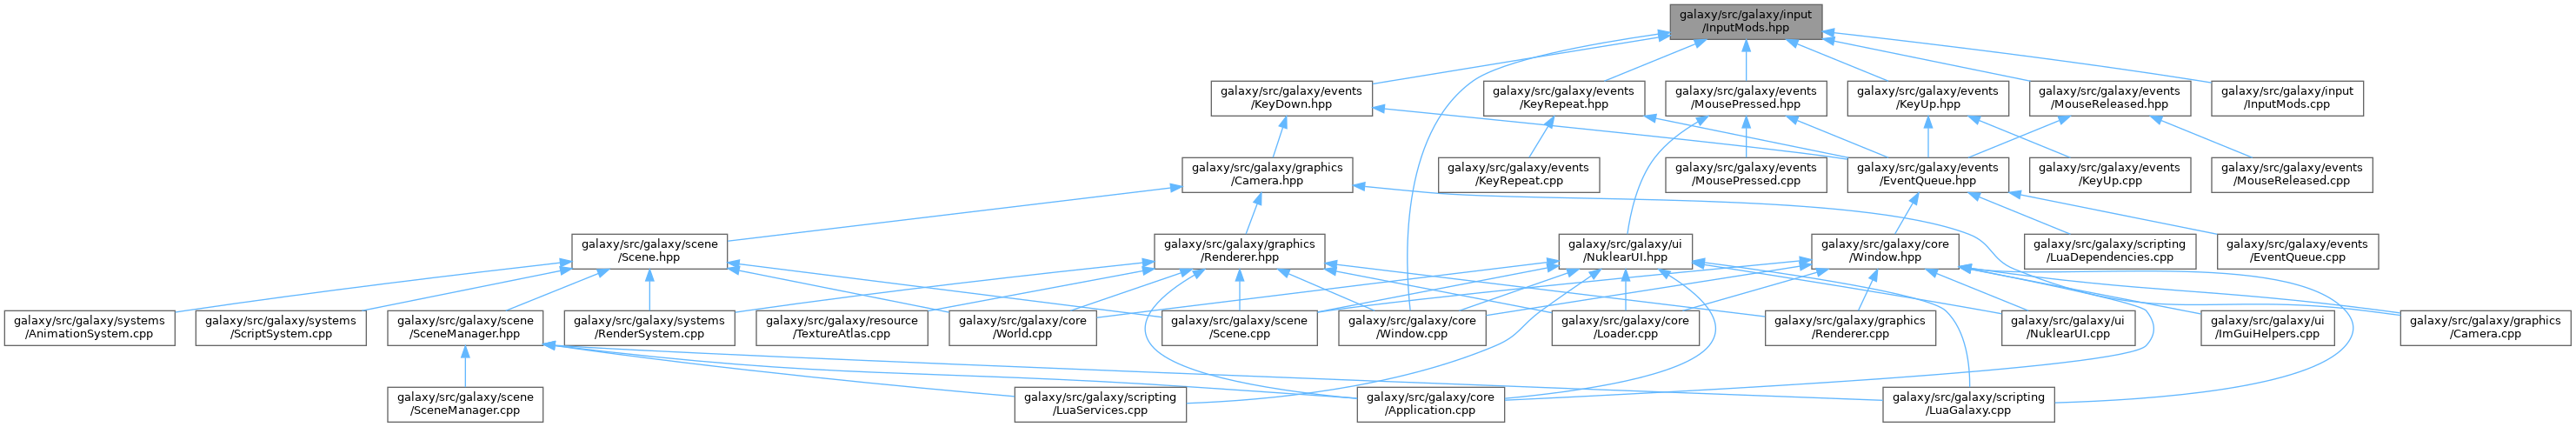 galaxy/src/galaxy/input
/InputMods.hpp
galaxy/src/galaxy/events
/KeyDown.hpp
galaxy/src/galaxy/events
/KeyRepeat.hpp
galaxy/src/galaxy/events
/MousePressed.hpp
galaxy/src/galaxy/events
/KeyUp.hpp
galaxy/src/galaxy/events
/MouseReleased.hpp
galaxy/src/galaxy/input
/InputMods.cpp
galaxy/src/galaxy/graphics
/Camera.hpp
galaxy/src/galaxy/events
/KeyRepeat.cpp
galaxy/src/galaxy/events
/MousePressed.cpp
galaxy/src/galaxy/events
/EventQueue.hpp
galaxy/src/galaxy/events
/KeyUp.cpp
galaxy/src/galaxy/events
/MouseReleased.cpp
galaxy/src/galaxy/scene
/Scene.hpp
galaxy/src/galaxy/graphics
/Renderer.hpp
galaxy/src/galaxy/ui
/NuklearUI.hpp
galaxy/src/galaxy/core
/Window.hpp
galaxy/src/galaxy/scripting
/LuaDependencies.cpp
galaxy/src/galaxy/events
/EventQueue.cpp
galaxy/src/galaxy/systems
/AnimationSystem.cpp
galaxy/src/galaxy/systems
/ScriptSystem.cpp
galaxy/src/galaxy/scene
/SceneManager.hpp
galaxy/src/galaxy/systems
/RenderSystem.cpp
galaxy/src/galaxy/resource
/TextureAtlas.cpp
galaxy/src/galaxy/core
/World.cpp
galaxy/src/galaxy/scene
/Scene.cpp
galaxy/src/galaxy/core
/Window.cpp
galaxy/src/galaxy/core
/Loader.cpp
galaxy/src/galaxy/graphics
/Renderer.cpp
galaxy/src/galaxy/ui
/NuklearUI.cpp
galaxy/src/galaxy/ui
/ImGuiHelpers.cpp
galaxy/src/galaxy/graphics
/Camera.cpp
galaxy/src/galaxy/scene
/SceneManager.cpp
galaxy/src/galaxy/scripting
/LuaServices.cpp
galaxy/src/galaxy/core
/Application.cpp
galaxy/src/galaxy/scripting
/LuaGalaxy.cpp